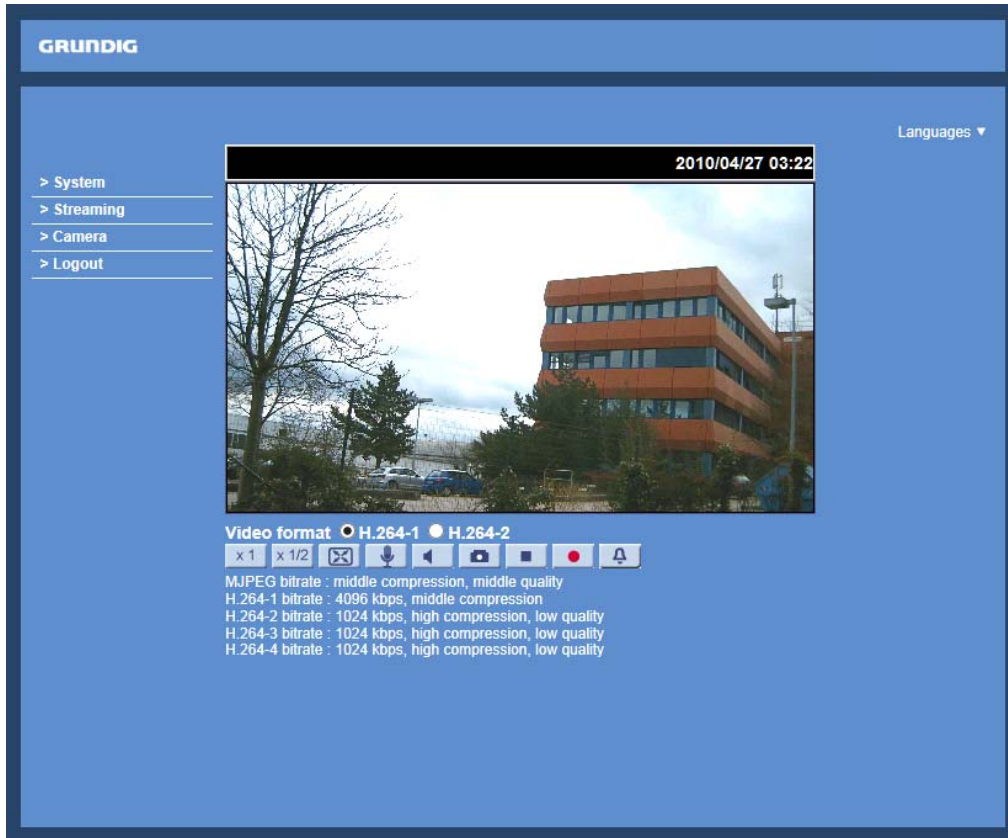 GRUNDIG
Languages ▼
2010/04/27 03:22
> System
> Streaming
> Camera
> Logout
Video format H.264-1 H.264-2
x 1 x 1/2
MJPEG bitrate : middle compression, middle quality
H.264-1 bitrate : 4096 kbps, middle compression
H.264-2 bitrate : 1024 kbps, high compression, low quality
H.264-3 bitrate : 1024 kbps, high compression, low quality
H.264-4 bitrate : 1024 kbps, high compression, low quality